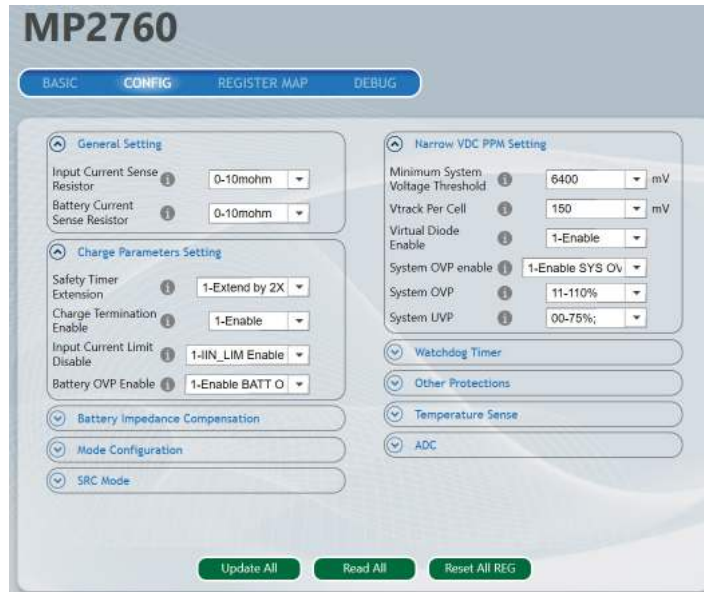 MP2760
BASIC CONFIG REGISTER MAP DEBUG
General Setting
Input Current Sense
Resistor
0-10mohm
Battery Current
Sense Resistor
0-10mohm
Charge Parameters Setting
Safety Timer
Extension
1-Extend by 2X
Charge Termination
Enable
1-Enable
Input Current Limit
Disable
1-IIN_LIM Enable
Battery OVP Enable
1-Enable BATT O
Battery Impedance Compensation
Mode Configuration
SRC Mode
Narrow VDC PPM Setting
Minimum System
Voltage Threshold
6400 mV
Vtrack Per Cell
150 mV
Virtual Diode
Enable
1-Enable
System OVP enable
1-Enable SYS OV
System OVP
11-110%
System UVP
00-75%;
Watchdog Timer
Other Protections
Temperature Sense
ADC
Update All Read All Reset All REG